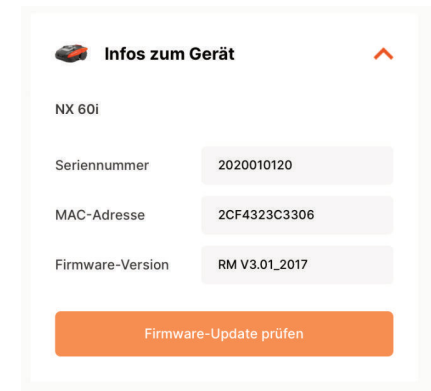 Infos zum Gerät
NX 60i
Seriennummer 2020010120
MAC-Adresse 2CF4323C3306
Firmware-Version RM V3.01_2017
Firmware-Update prüfen